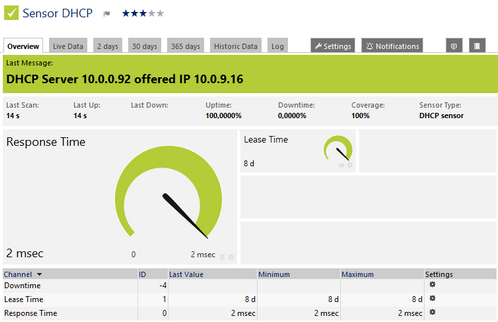 Sensor DHCP
Overview Live Data 2 days 30 days 365 days Historic Data Log Settings Notifications
Last Message:
DHCP Server 10.0.0.92 offered IP 10.0.9.16
Last Scan: Last Up: Last Down: Uptime: Downtime: Coverage: Sensor Type:
14 s 14 s 100,0000% 0,0000% 100% DHCP sensor
Response Time
Lease Time
8 d
2 msec
0 2 msec
Channel ID Last Value Minimum Maximum Settings
Downtime -4
Lease Time 1 8 d 8 d 8 d
Response Time 0 2 msec 2 msec 2 msec